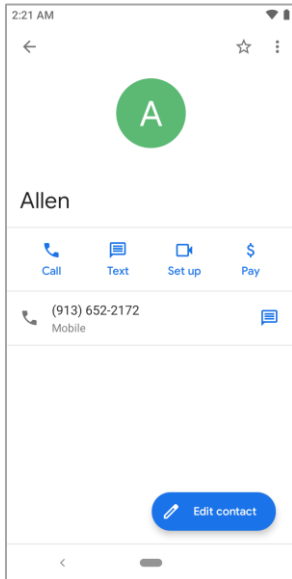 2:21 AM
A
Allen
Call Text Set up Pay
(913) 652-2172
Mobile
Edit contact